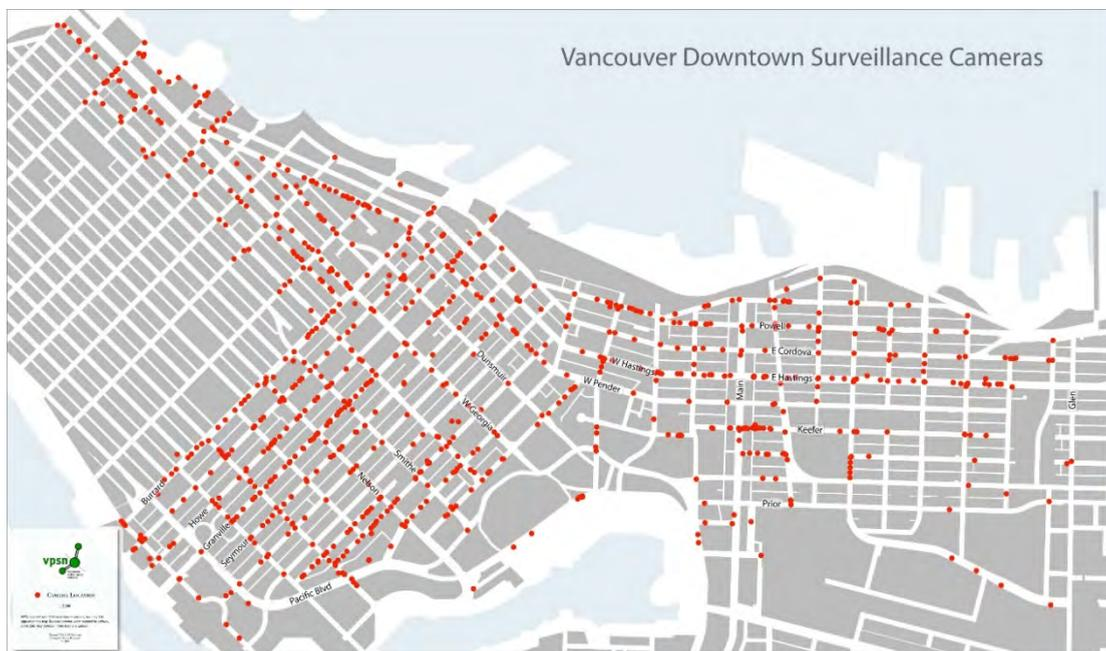 Vancouver Downtown Surveillance Cameras
Powell
E Cordova
W Hastings
E Hastings
Dunsmuir
W Pender
Main
Glen
W Georgia
Keefer
Smithe
Nelson
Burrard
Prior
Howe
Granville
Seymour
Pacific Blvd
vpsn
CAMERA LOCATION